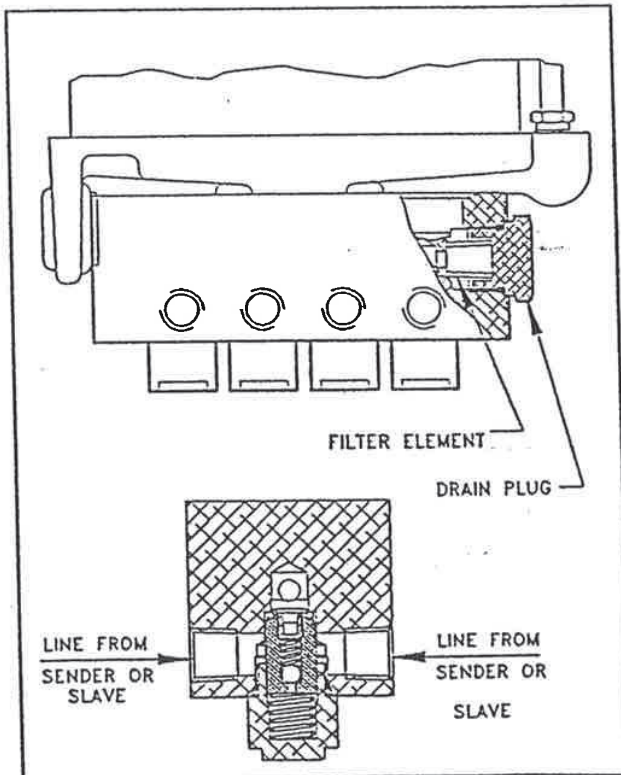 FILTER ELEMENT
DRAIN PLUG
LINE FROM
SENDER OR
SLAVE
LINE FROM
SENDER OR
SLAVE